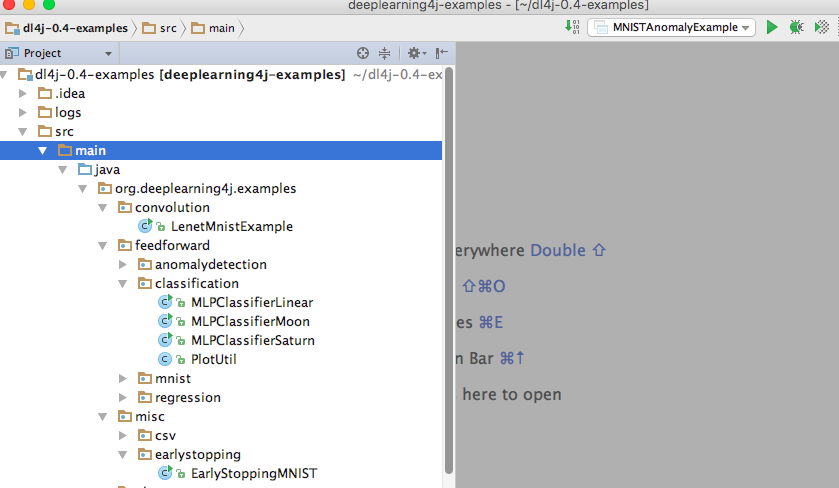 deeplearning4j-examples - [~/dl4j-0.4-examples]
dl4j-0.4-examples src main MNISTAnomalyExample
Project
dl4j-0.4-examples [deeplearning4j-examples] ~/dl4j-0.4-ex
.idea
logs
src
main
java
org.deeplearning4j.examples
convolution
LenetMnistExample
feedforward
anomalydetection
erywhere Double ⇧
classification
⇧⌘O
MLPClassifierLinear
MLPClassifierMoon
es ⌘E
MLPClassifierSaturn
PlotUtil
n Bar ⌘↑
mnist
regression
here to open
misc
csv
earlystopping
EarlyStoppingMNIST